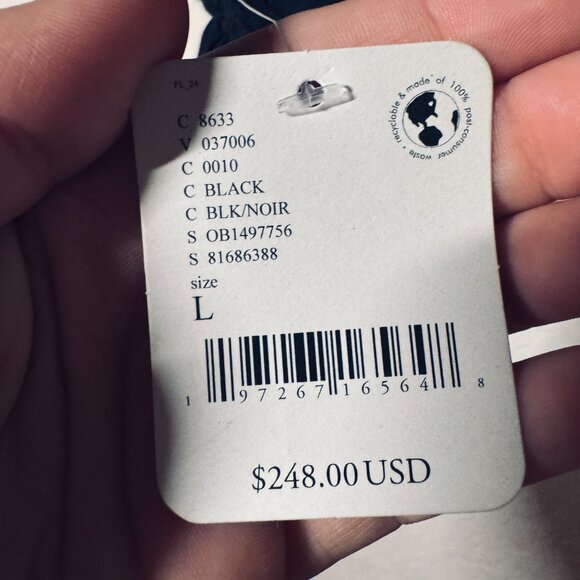 FL_24
C 8633
V 037006
C 0010
C BLACK
C BLK/NOIR
S OB1497756
S 81686388
size
L
recyclable & made of 100% post-consumer waste •
1 97267 16564 8
$248.00 USD